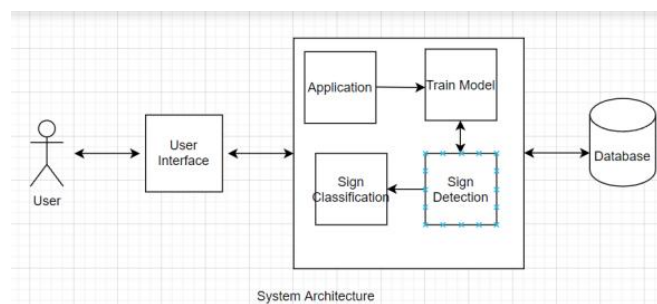 Application
Train Model
User
Interface
Database
Sign
Classification
Sign
Detection
User
System Architecture